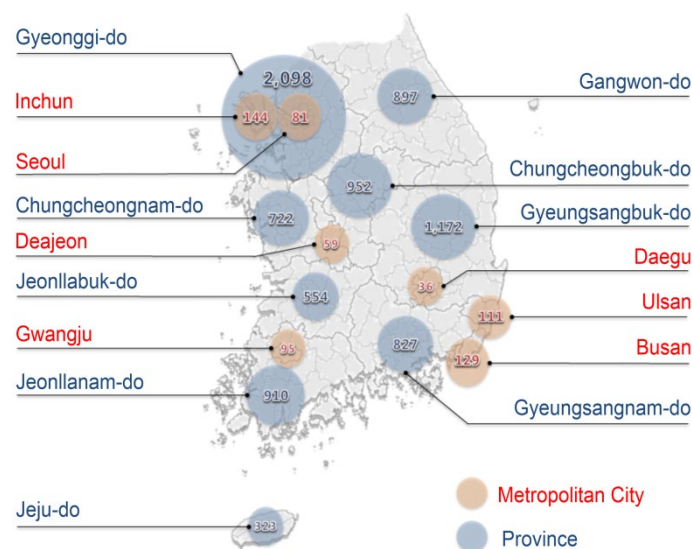 Gyeonggi-do
2,098
Gangwon-do
897
Inchun
144
81
Seoul
Chungcheongbuk-do
952
Chungcheongnam-do
722
Gyeungsangbuk-do
1,172
Deajeon
59
Daegu
36
Jeonllabuk-do
554
Ulsan
111
Gwangju
95
827
Busan
129
Jeonllanam-do
910
Gyeungsangnam-do
Metropolitan City
Jeju-do
323
Province